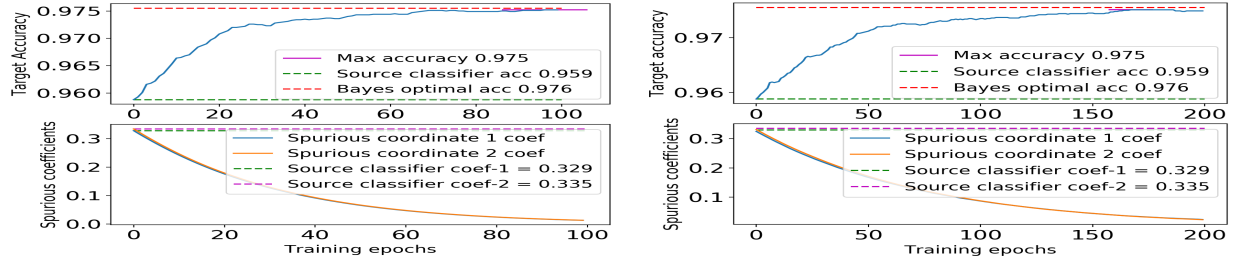 Target Accuracy
0.975
0.970
0.965
0.960
Max accuracy 0.975
Source classifier acc 0.959
Bayes optimal acc 0.976
0 20 40 60 80 100
Spurious coefficients
0.3
0.2
0.1
0.0
Spurious coordinate 1 coef
Spurious coordinate 2 coef
Source classifier coef-1 = 0.329
Source classifier coef-2 = 0.335
0 20 40 60 80 100
Training epochs
Target accuracy
0.97
0.96
Max accuracy 0.975
Source classifier acc 0.959
Bayes optimal acc 0.976
0 50 100 150 200
Spurious coefficients
0.3
0.2
0.1
Spurious coordinate 1 coef
Spurious coordinate 2 coef
Source classifier coef-1 = 0.329
Source classifier coef-2 = 0.335
0 50 100 150 200
Training epochs